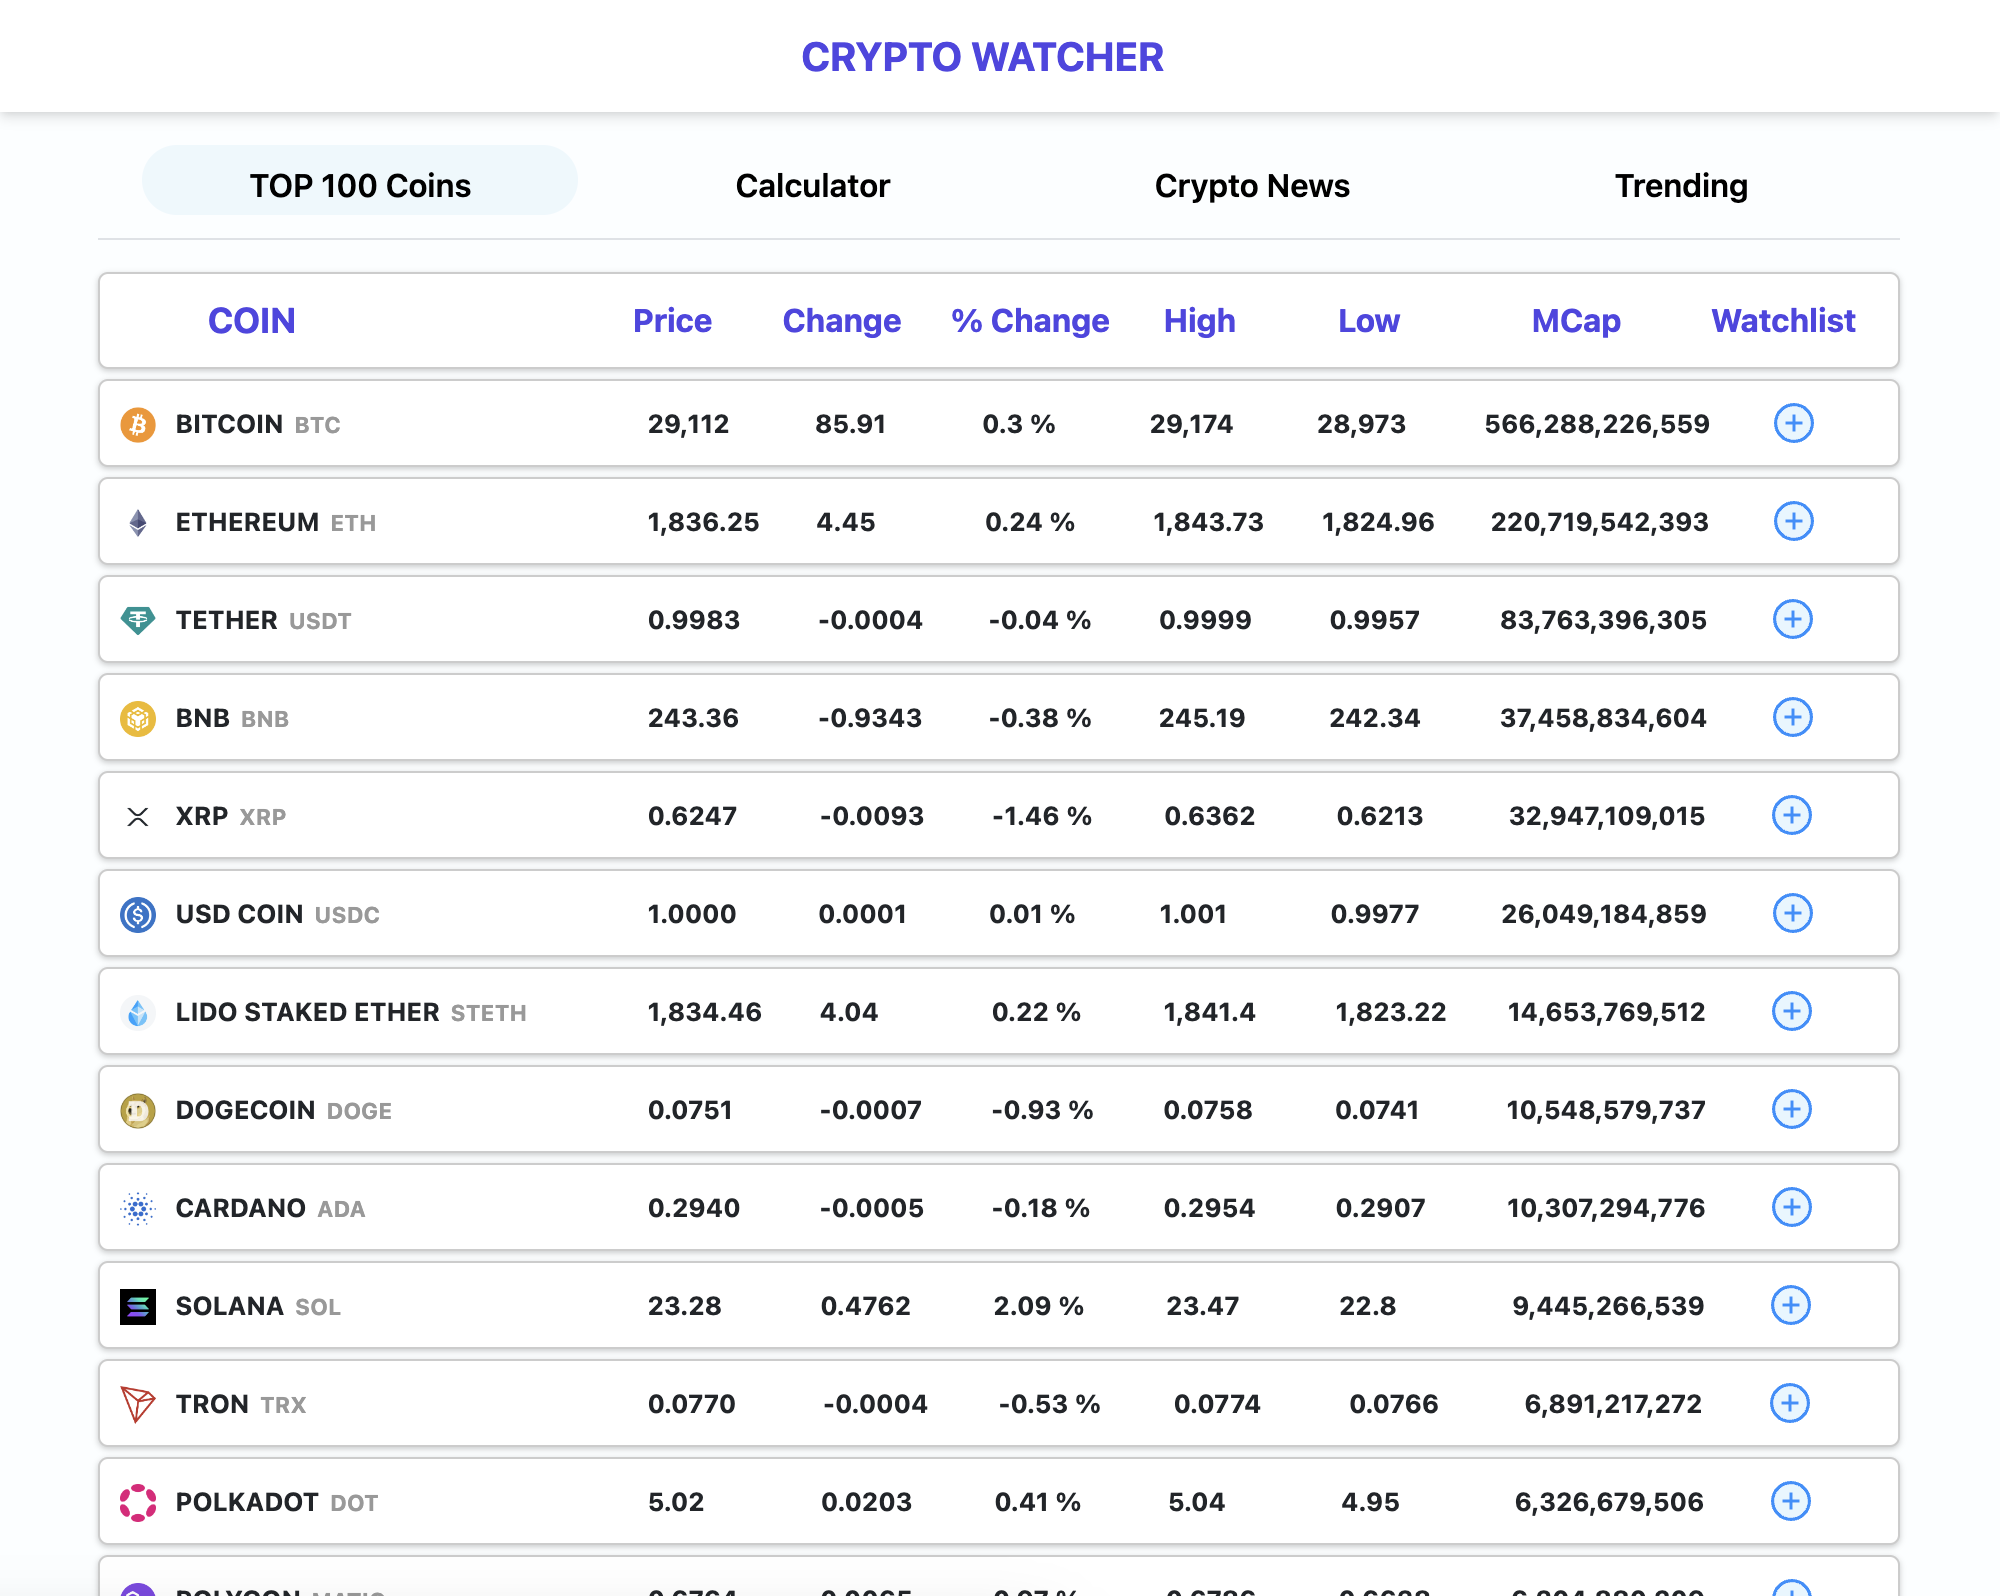 CRYPTO WATCHER
TOP 100 Coins Calculator Crypto News Trending
COIN Price Change % Change High Low MCap Watchlist
BITCOIN BTC 29,112 85.91 0.3 % 29,174 28,973 566,288,226,559
ETHEREUM ETH 1,836.25 4.45 0.24 % 1,843.73 1,824.96 220,719,542,393
TETHER USDT 0.9983 -0.0004 -0.04 % 0.9999 0.9957 83,763,396,305
BNB BNB 243.36 -0.9343 -0.38 % 245.19 242.34 37,458,834,604
XRP XRP 0.6247 -0.0093 -1.46 % 0.6362 0.6213 32,947,109,015
USD COIN USDC 1.0000 0.0001 0.01 % 1.001 0.9977 26,049,184,859
LIDO STAKED ETHER STETH 1,834.46 4.04 0.22 % 1,841.4 1,823.22 14,653,769,512
DOGECOIN DOGE 0.0751 -0.0007 -0.93 % 0.0758 0.0741 10,548,579,737
CARDANO ADA 0.2940 -0.0005 -0.18 % 0.2954 0.2907 10,307,294,776
SOLANA SOL 23.28 0.4762 2.09 % 23.47 22.8 9,445,266,539
TRON TRX 0.0770 -0.0004 -0.53 % 0.0774 0.0766 6,891,217,272
POLKADOT DOT 5.02 0.0203 0.41 % 5.04 4.95 6,326,679,506
POLYGON MATIC